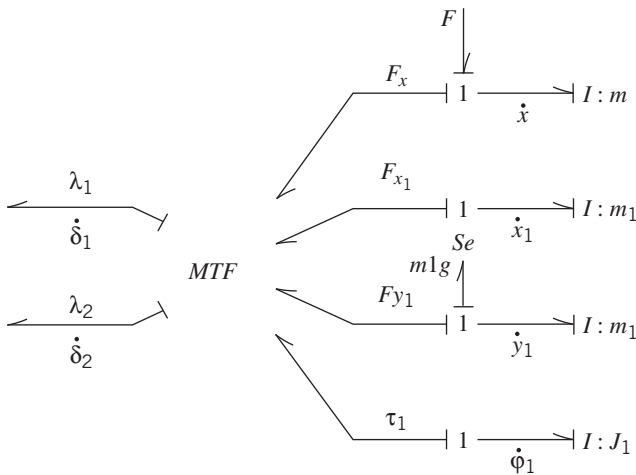 F
F_x
1
ẋ
I : m
λ_1
δ̇_1
F_{x_1}
1
ẋ_1
I : m_1
Se
m1g
MTF
λ_2
δ̇_2
Fy_1
1
ẏ_1
I : m_1
τ_1
1
φ̇_1
I : J_1